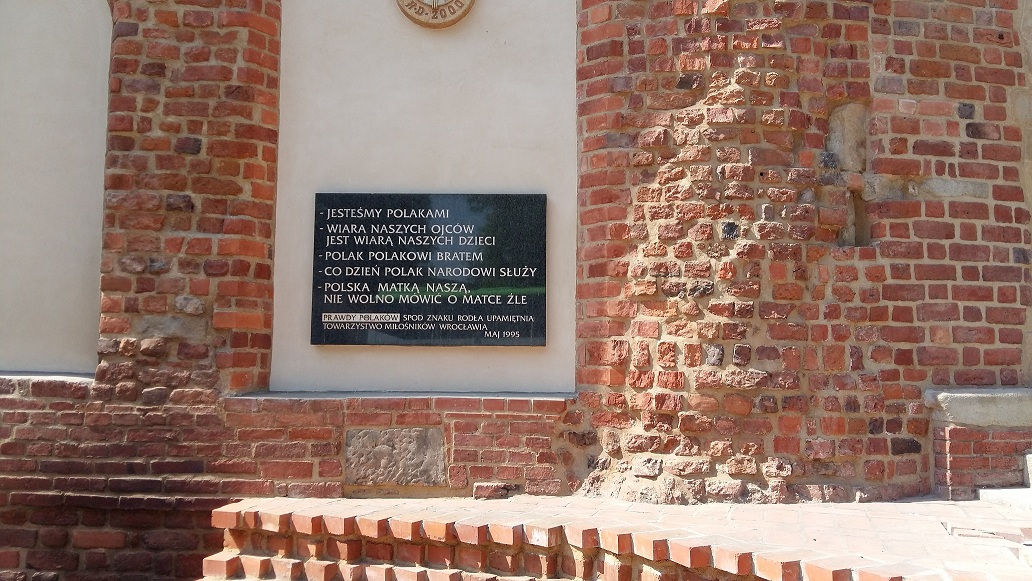 A.D. 2000
- JESTEŚMY POLAKAMI
- WIARA NASZYCH OJCÓW
JEST WIARĄ NASZYCH DZIECI
- POLAK POLAKOWI BRATEM
- CO DZIEŃ POLAK NARODOWI SŁUŻY
- POLSKA MATKĄ NASZĄ,
NIE WOLNO MÓWIĆ O MATCE ŹLE
PRAWDY POLAKÓW SPOD ZNAKU RODŁA UPAMIĘTNIA
TOWARZYSTWO MIŁOŚNIKÓW WROCŁAWIA
MAJ 1995